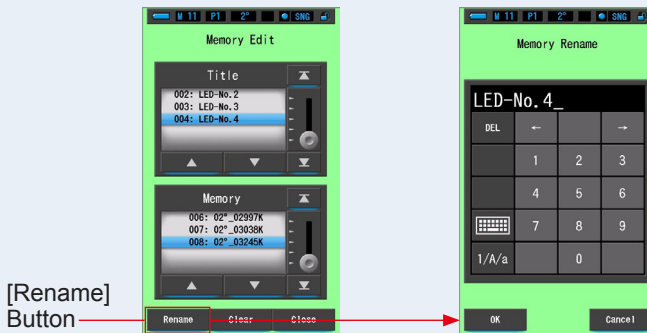 M 11 P1 2° SNG
Memory Edit
Title
002: LED-No.2
003: LED-No.3
004: LED-No.4
Memory
006: 02°_02997K
007: 02°_03038K
008: 02°_03245K
Rename Clear Close
[Rename]
Button
M 11 P1 2° SNG
Memory Rename
LED-No.4_
DEL ← →
1 2 3
4 5 6
7 8 9
1/A/a 0
OK Cancel